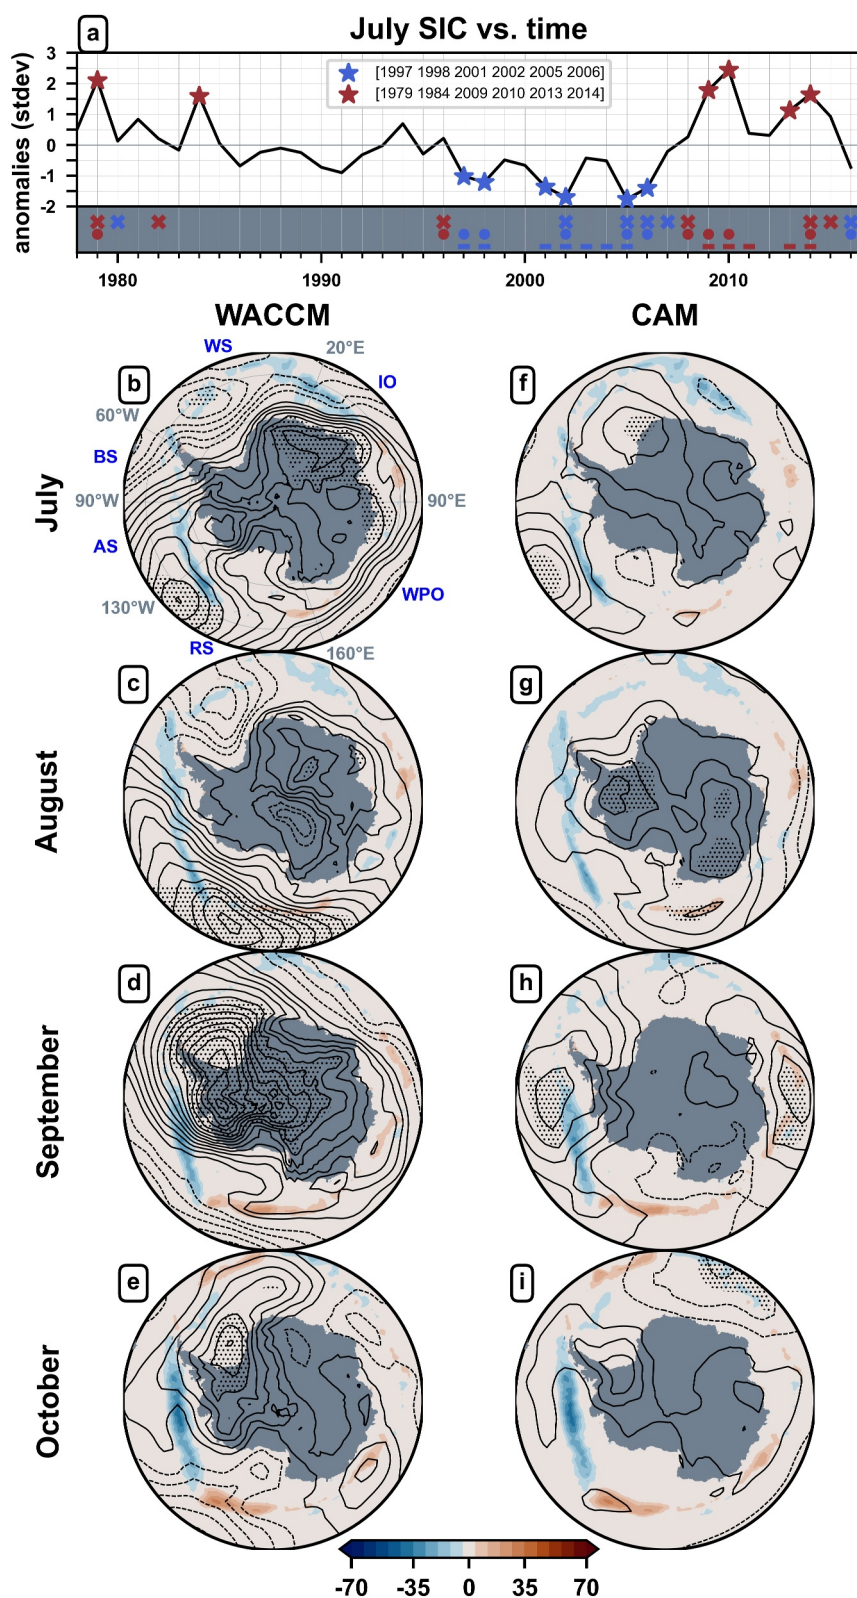 a
July SIC vs. time
anomalies (stdev)
3
2
1
0
-1
-2
[1997 1998 2001 2002 2005 2006]
[1979 1984 2009 2010 2013 2014]
1980
1990
2000
2010
WACCM
CAM
July
b
WS
20°E
IO
60°W
BS
90°W
90°E
AS
130°W
WPO
RS
160°E
f
August
c
g
September
d
h
October
e
i
-70
-35
0
35
70